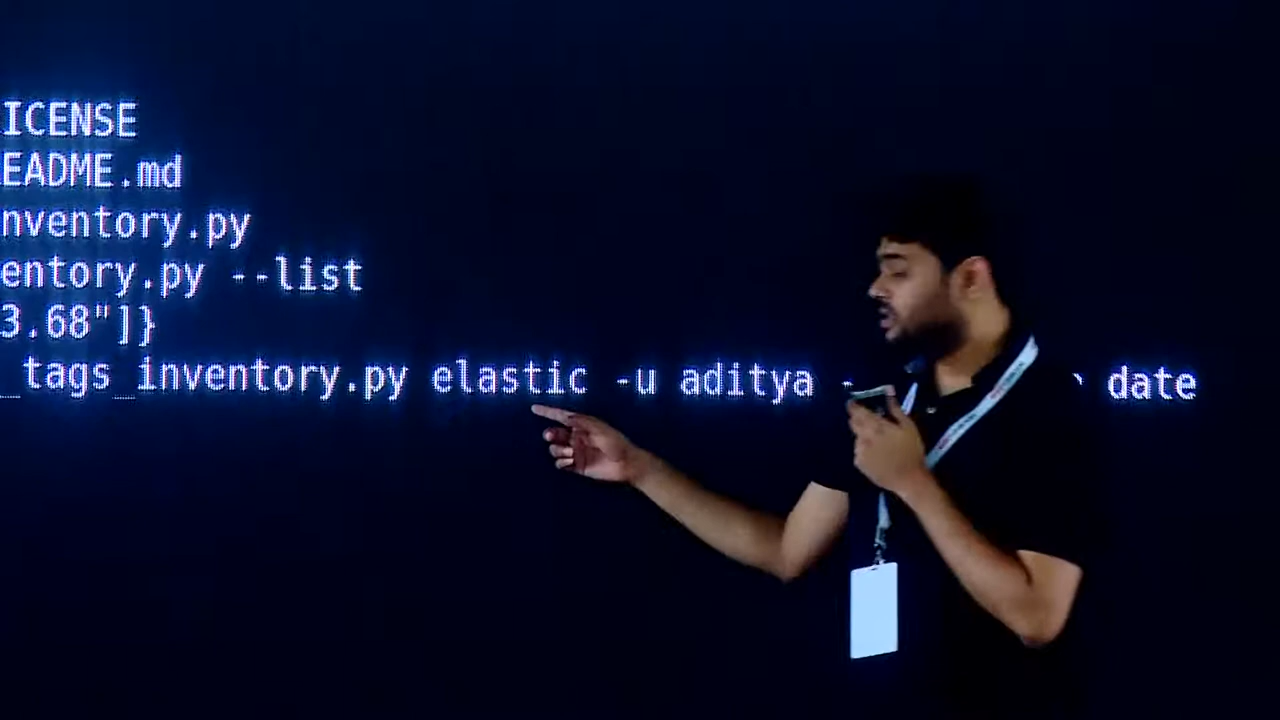 ICENSE
EADME.md
nventory.py
entory.py --list
3.68"]}
_tags_inventory.py elastic -u aditya - date